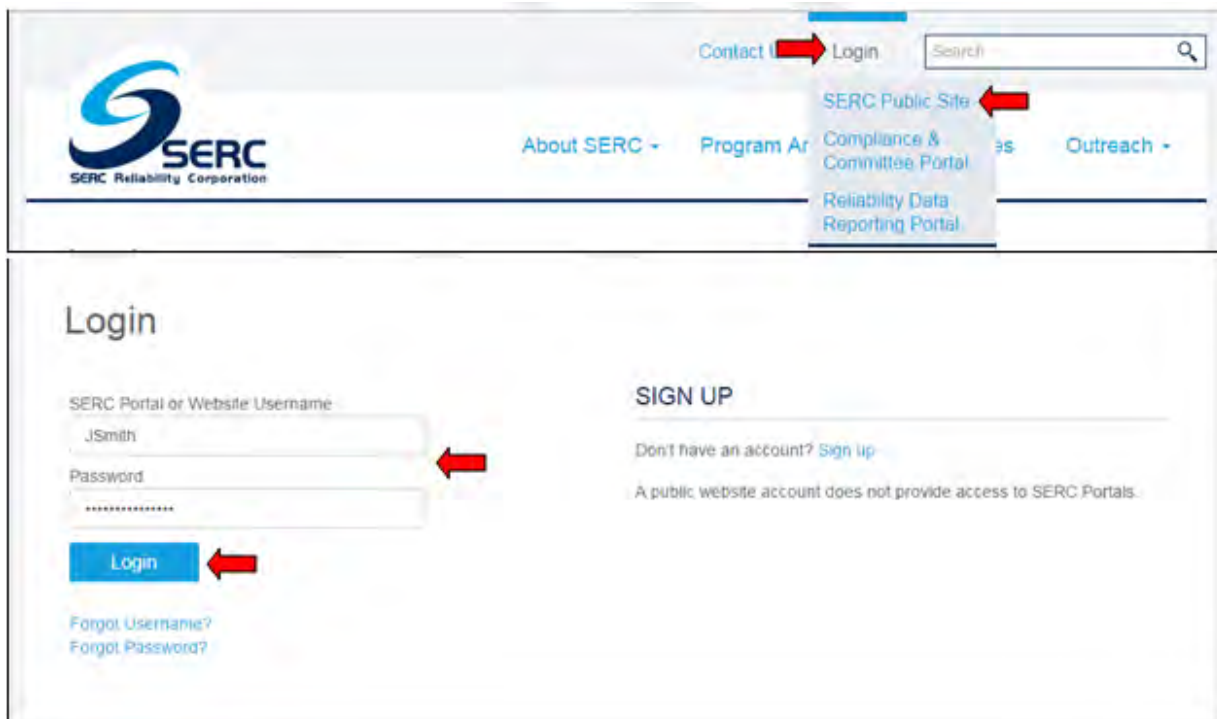 Contact
Login
Search
SERC Public Site
SERC
SERC Reliability Corporation
About SERC
Program Ar
Compliance &
Committee Portal
es
Outreach
Reliability Data
Reporting Portal
Login
SERC Portal or Website Username
JSmith
Password
***************
Login
Forgot Username?
Forgot Password?
SIGN UP
Don't have an account? Sign up
A public website account does not provide access to SERC Portals.